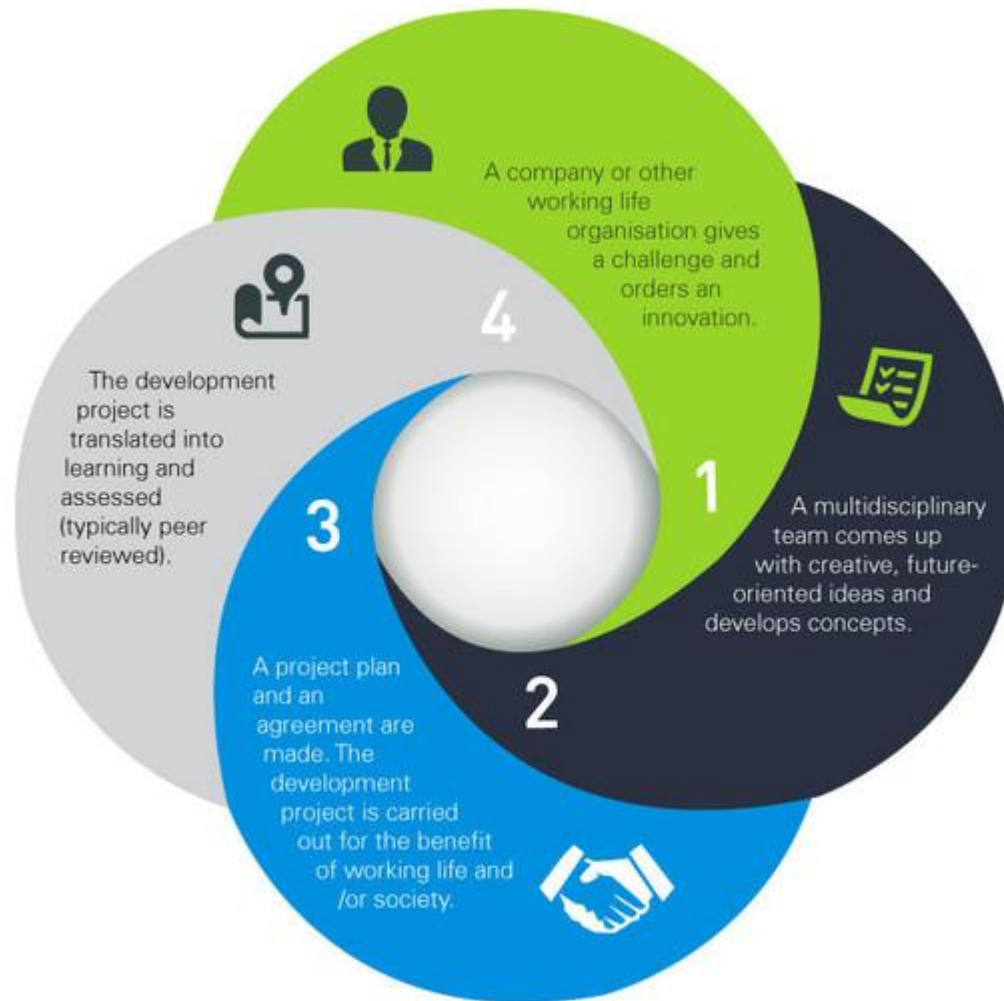 A company or other
working life
organisation gives
a challenge and
orders an
innovation.
1
A multidisciplinary
team comes up
with creative, future-
oriented ideas and
develops concepts.
2
A project plan
and an
agreement are
made. The
development
project is carried
out for the benefit
of working life and
/or society.
3
The development
project is
translated into
learning and
assessed
(typically peer
reviewed).
4